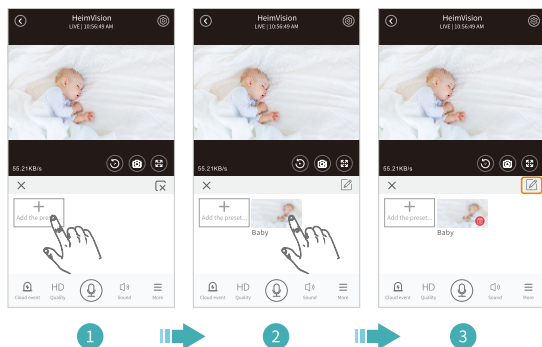 HeimVision
LIVE | 10:56:49 AM
55.21KB/s
Add the preset...
Cloud event
HD
Quality
Sound
More
1
HeimVision
LIVE | 10:56:49 AM
55.21KB/s
Add the preset...
Baby
Cloud event
HD
Quality
Sound
More
2
HeimVision
LIVE | 10:56:49 AM
55.21KB/s
Add the preset...
Baby
Cloud event
HD
Quality
Sound
More
3